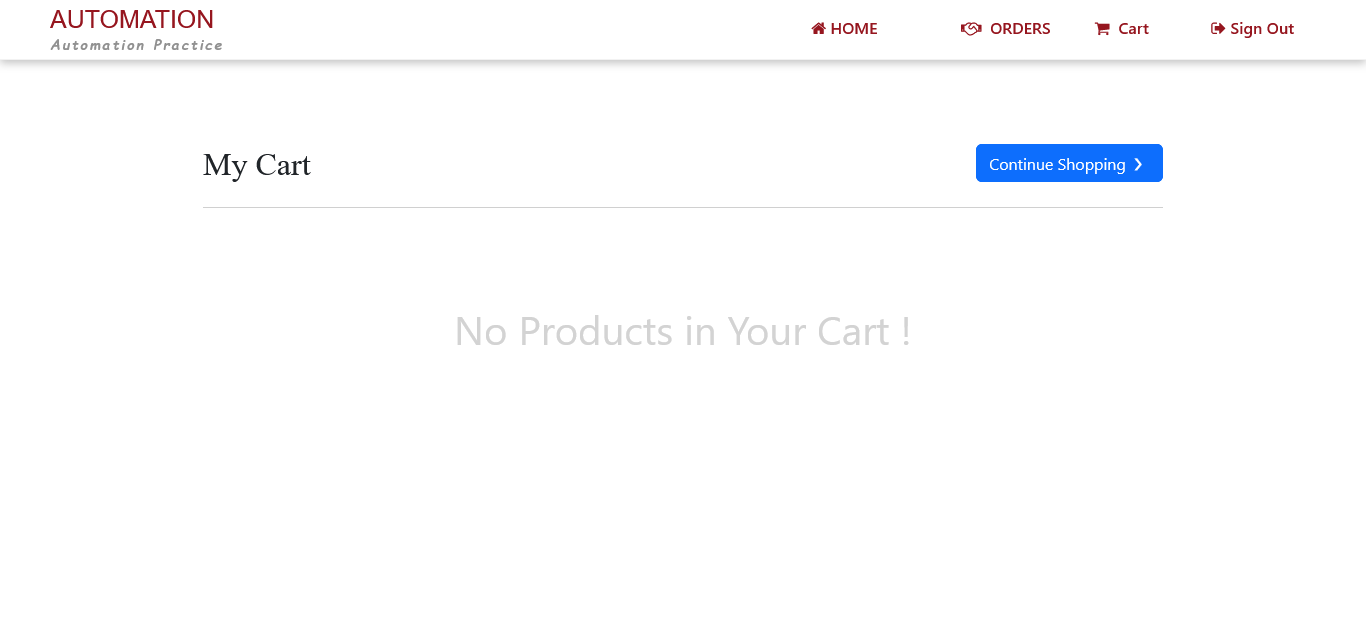 AUTOMATION
Automation Practice
HOME
ORDERS
Cart
Sign Out
My Cart
Continue Shopping ❯
No Products in Your Cart !